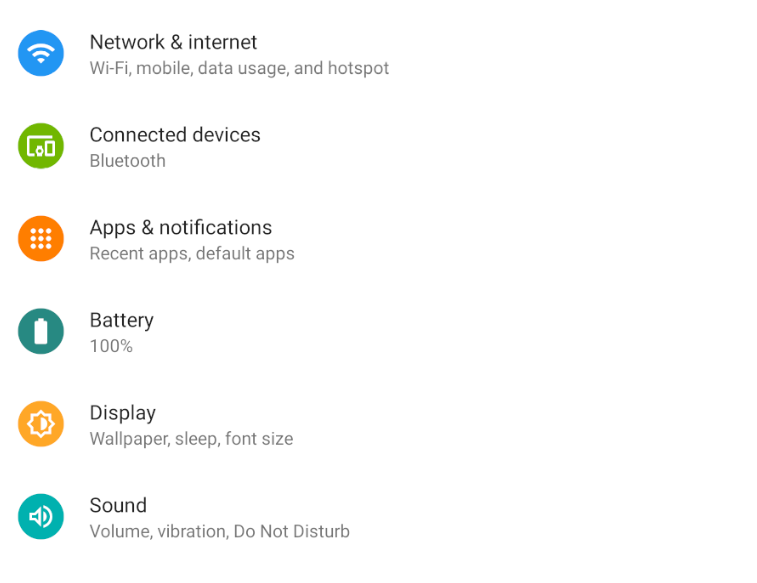 Network & internet
Wi-Fi, mobile, data usage, and hotspot
Connected devices
Bluetooth
Apps & notifications
Recent apps, default apps
Battery
100%
Display
Wallpaper, sleep, font size
Sound
Volume, vibration, Do Not Disturb